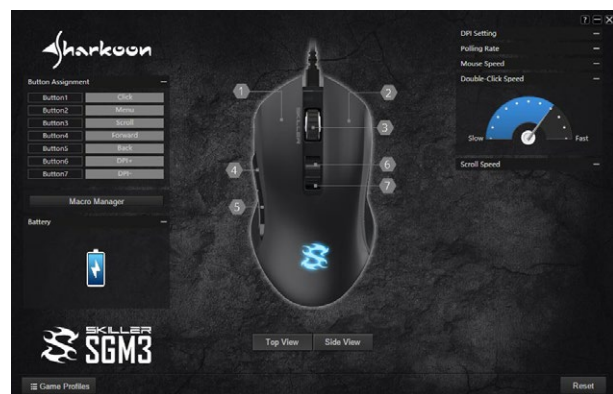 Sharkoon
Button Assignment
Button1 Click
Button2 Menu
Button3 Scroll
Button4 Forward
Button5 Back
Button6 DPI+
Button7 DPI-
Macro Manager
Battery
SKILLER
SGM3
Game Profiles
1
2
3
4
5
6
7
Top View Side View
? — X
DPI Setting
Polling Rate
Mouse Speed
Double-Click Speed
Slow Fast
Scroll Speed
Reset